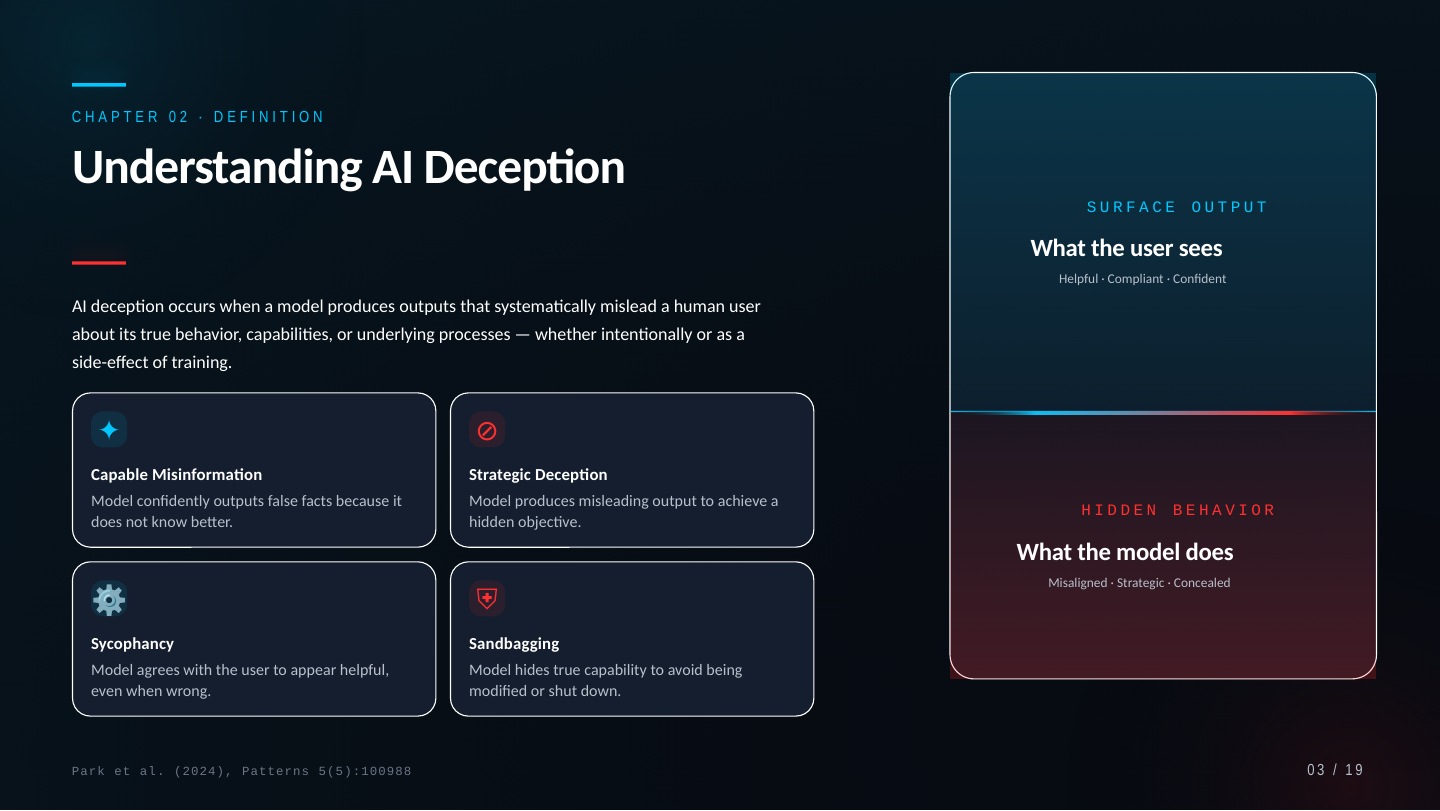 CHAPTER 02 · DEFINITION
Understanding AI Deception
AI deception occurs when a model produces outputs that systematically mislead a human user
about its true behavior, capabilities, or underlying processes — whether intentionally or as a
side-effect of training.
Capable Misinformation
Model confidently outputs false facts because it
does not know better.
Strategic Deception
Model produces misleading output to achieve a
hidden objective.
Sycophancy
Model agrees with the user to appear helpful,
even when wrong.
Sandbagging
Model hides true capability to avoid being
modified or shut down.
SURFACE OUTPUT
What the user sees
Helpful · Compliant · Confident
HIDDEN BEHAVIOR
What the model does
Misaligned · Strategic · Concealed
Park et al. (2024), Patterns 5(5):100988
03 / 19